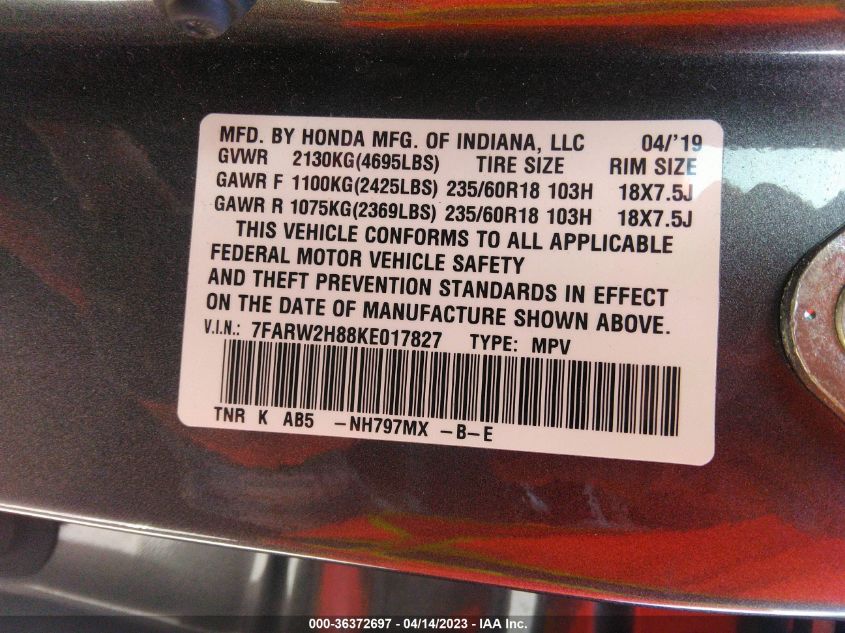 MFD. BY HONDA MFG. OF INDIANA, LLC 04/'19
GVWR 2130KG(4695LBS) TIRE SIZE RIM SIZE
GAWR F 1100KG(2425LBS) 235/60R18 103H 18X7.5J
GAWR R 1075KG(2369LBS) 235/60R18 103H 18X7.5J
THIS VEHICLE CONFORMS TO ALL APPLICABLE
FEDERAL MOTOR VEHICLE SAFETY
AND THEFT PREVENTION STANDARDS IN EFFECT
ON THE DATE OF MANUFACTURE SHOWN ABOVE.
V.I.N.: 7FARW2H88KE017827 TYPE: MPV
TNR K AB5 -NH797MX -B-E
000-36372697 - 04/14/2023 - IAA Inc.